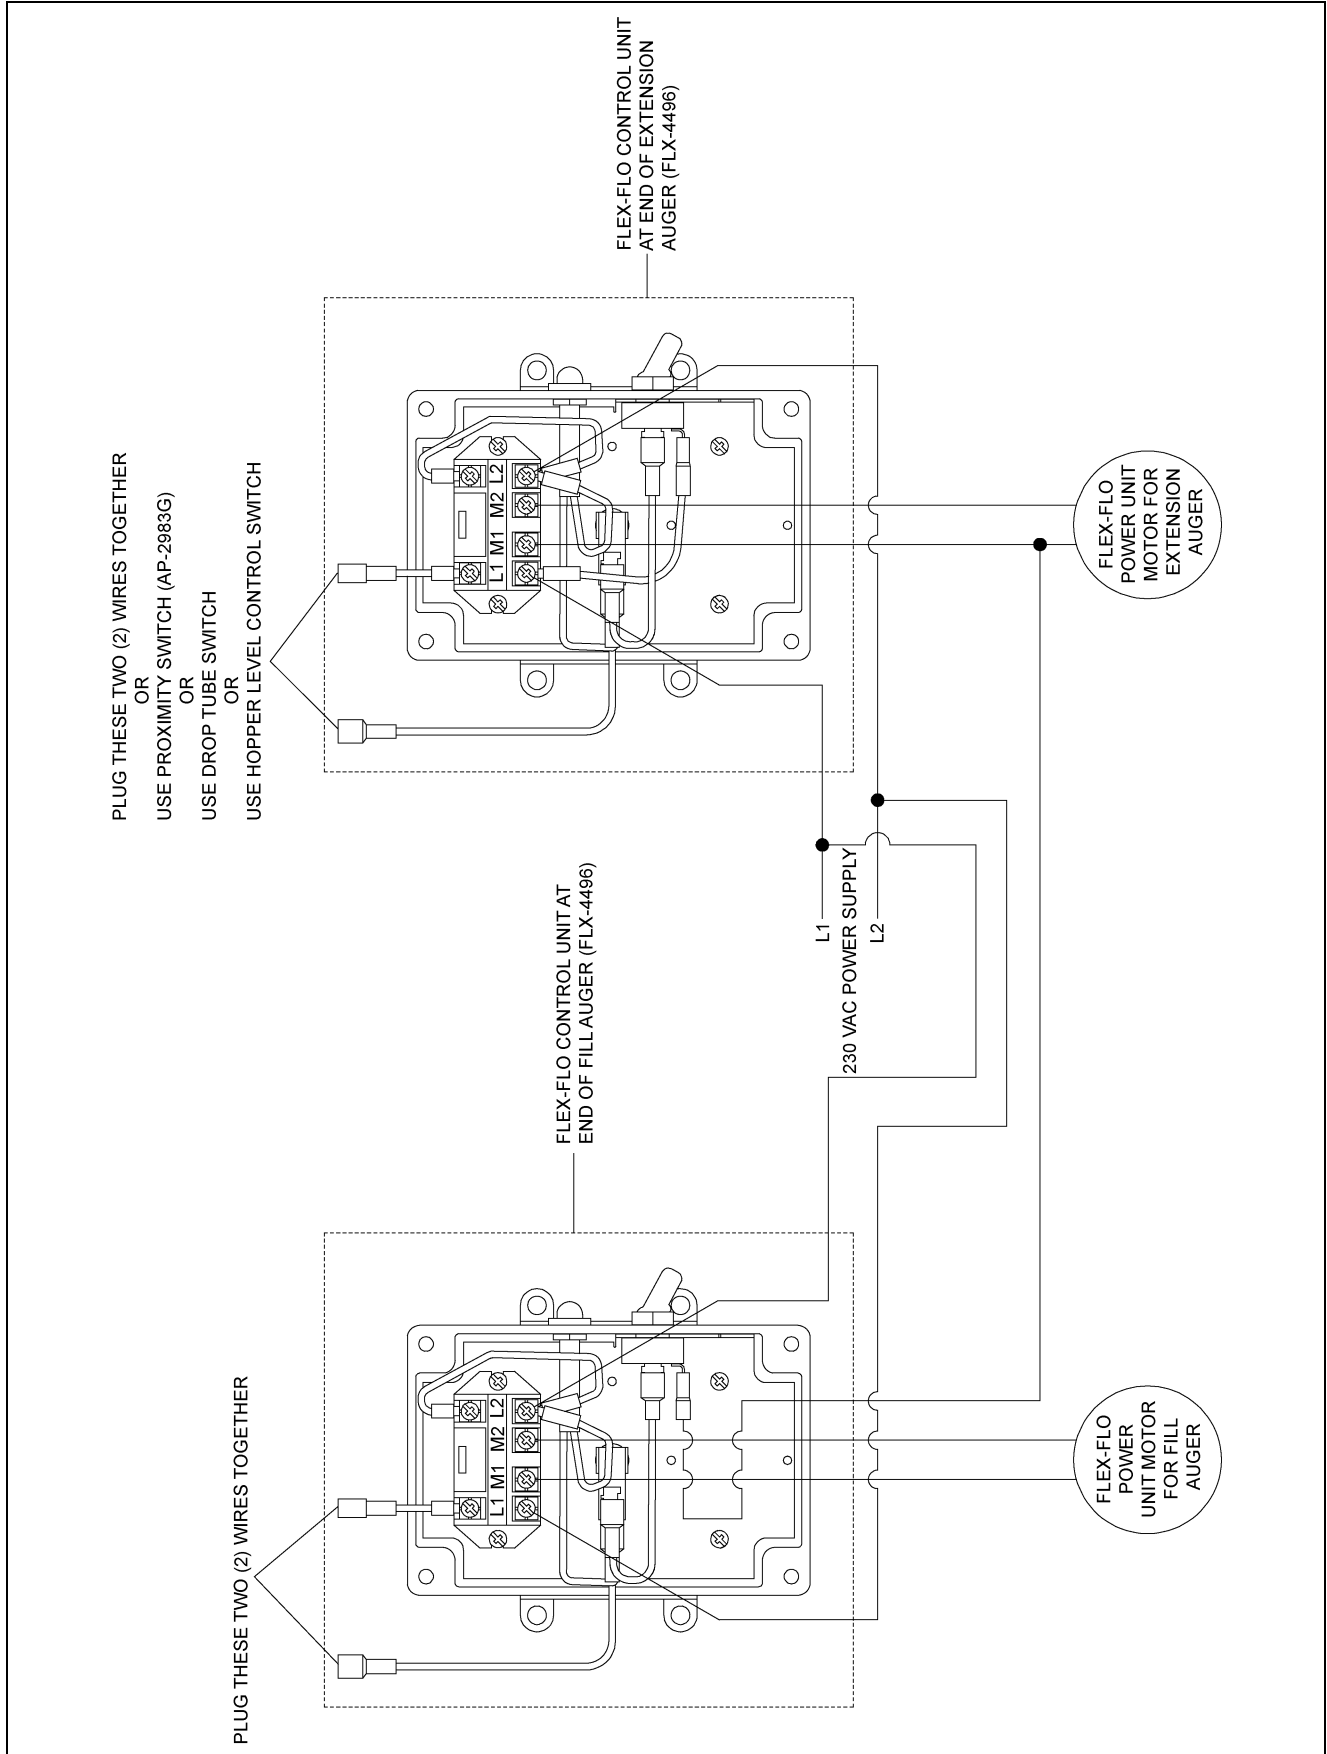 PLUG THESE TWO (2) WIRES TOGETHER
OR
USE PROXIMITY SWITCH (AP-2983G)
OR
USE DROP TUBE SWITCH
OR
USE HOPPER LEVEL CONTROL SWITCH
PLUG THESE TWO (2) WIRES TOGETHER
FLEX-FLO CONTROL UNIT AT
END OF FILL AUGER (FLX-4496)
FLEX-FLO CONTROL UNIT
AT END OF EXTENSION
AUGER (FLX-4496)
L1 M1 M2 L2
L1 M1 M2 L2
L1
230 VAC POWER SUPPLY
L2
FLEX-FLO
POWER
UNIT MOTOR
FOR FILL
AUGER
FLEX-FLO
POWER UNIT
MOTOR FOR
EXTENSION
AUGER